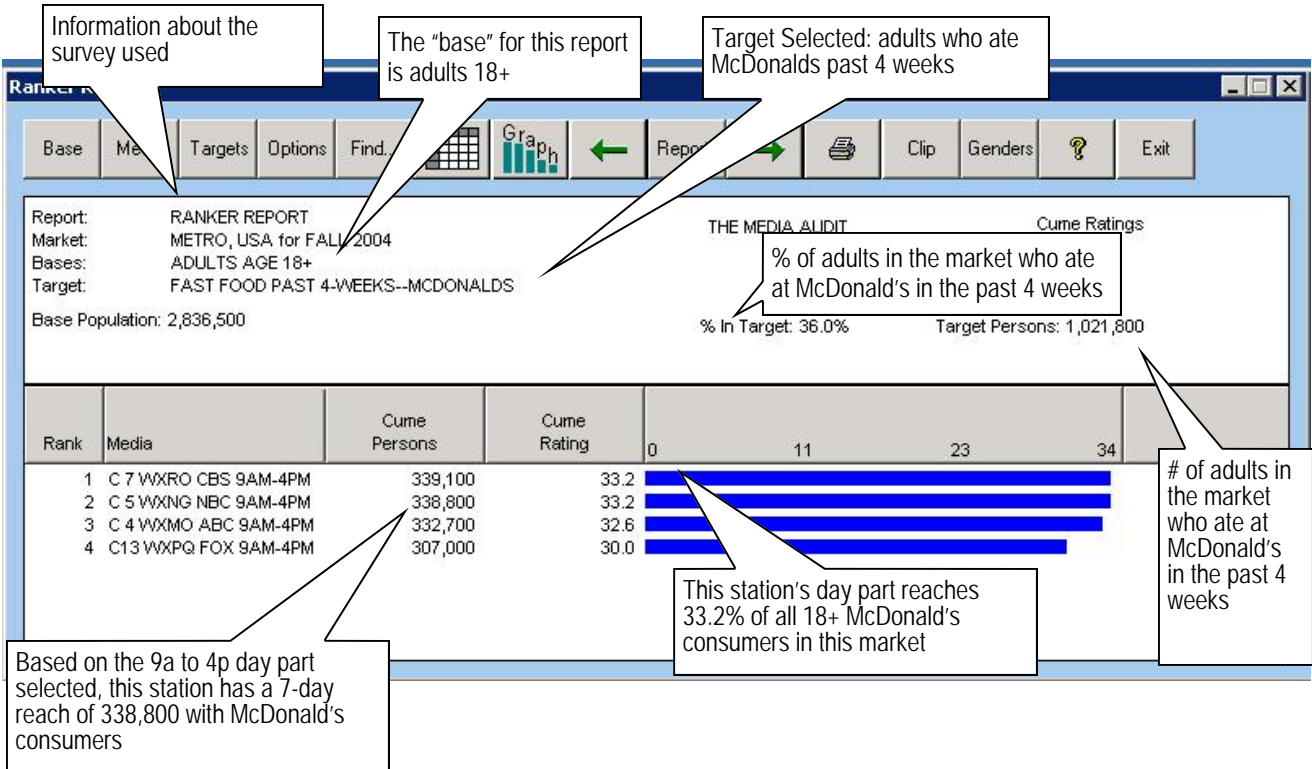 Information about the
survey used
The "base" for this report
is adults 18+
Target Selected: adults who ate
McDonalds past 4 weeks
Ranker R
Base
Me
Targets
Options
Find..
Graph
Repor
Clip
Genders
?
Exit
Report: RANKER REPORT
Market: METRO, USA for FALL 2004
Bases: ADULTS AGE 18+
Target: FAST FOOD PAST 4-WEEKS--MCDONALDS
Base Population: 2,836,500
THE MEDIA AUDIT
Cume Ratings
% of adults in the market who ate
at McDonald's in the past 4 weeks
% In Target: 36.0% Target Persons: 1,021,800
Rank Media Cume Persons Cume Rating 0 11 23 34
1 C 7 WXRO CBS 9AM-4PM 339,100 33.2
2 C 5 WXNG NBC 9AM-4PM 338,800 33.2
3 C 4 WXMO ABC 9AM-4PM 332,700 32.6
4 C13 WXPQ FOX 9AM-4PM 307,000 30.0
# of adults in
the market
who ate at
McDonald's
in the past 4
weeks
This station's day part reaches
33.2% of all 18+ McDonald's
consumers in this market
Based on the 9a to 4p day part
selected, this station has a 7-day
reach of 338,800 with McDonald's
consumers